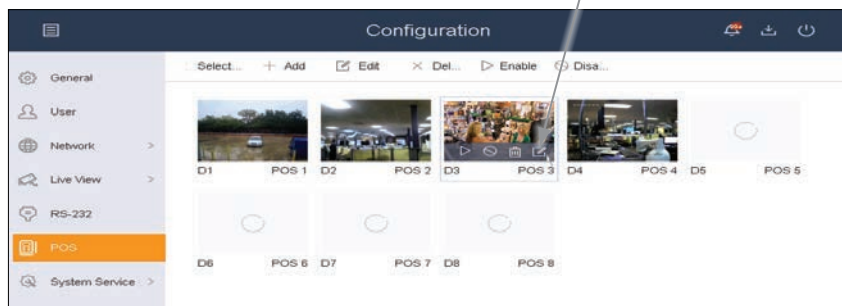 Configuration
Select... Add Edit Del... Enable Disa...
General
User
Network >
Live View >
RS-232
POS
System Service >
D1 POS 1 D2 POS 2 D3 POS 3 D4 POS 4 D5 POS 5
D6 POS 6 D7 POS 7 D8 POS 8